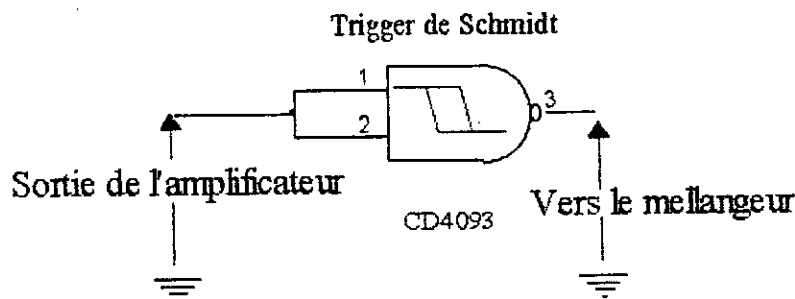 Trigger de Schmidt
1
2
3
Sortie de l'amplificateur
Vers le mellangeur
CD4093